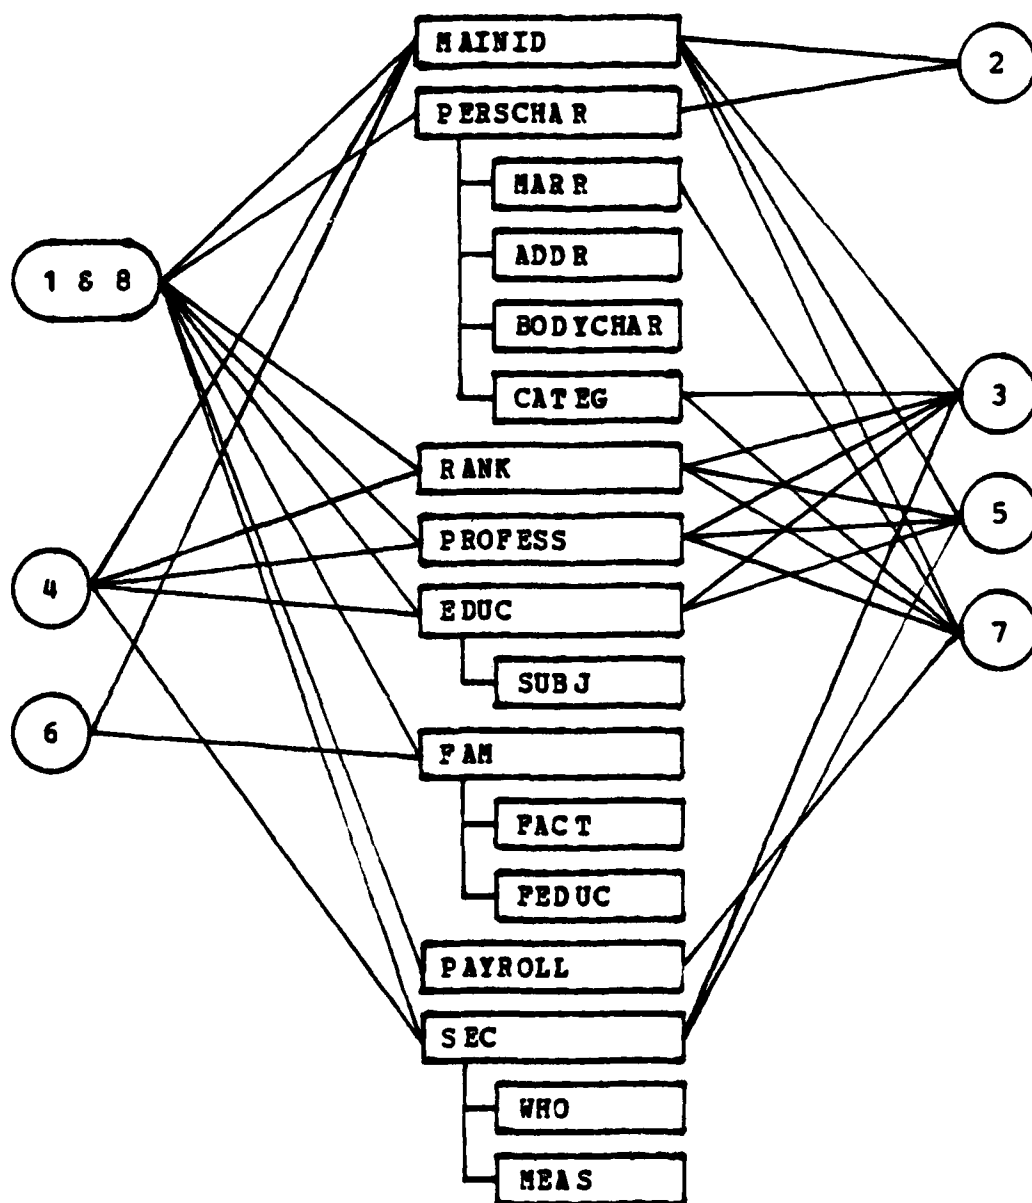 MAINID
2
PERSCHAR
MARR
ADDR
1 & 8
BODYCHAR
CATEG
3
RANK
5
PROFESS
4
EDUC
7
SUBJ
6
FAM
FACT
FEDUC
PAYROLL
SEC
WHO
MEAS